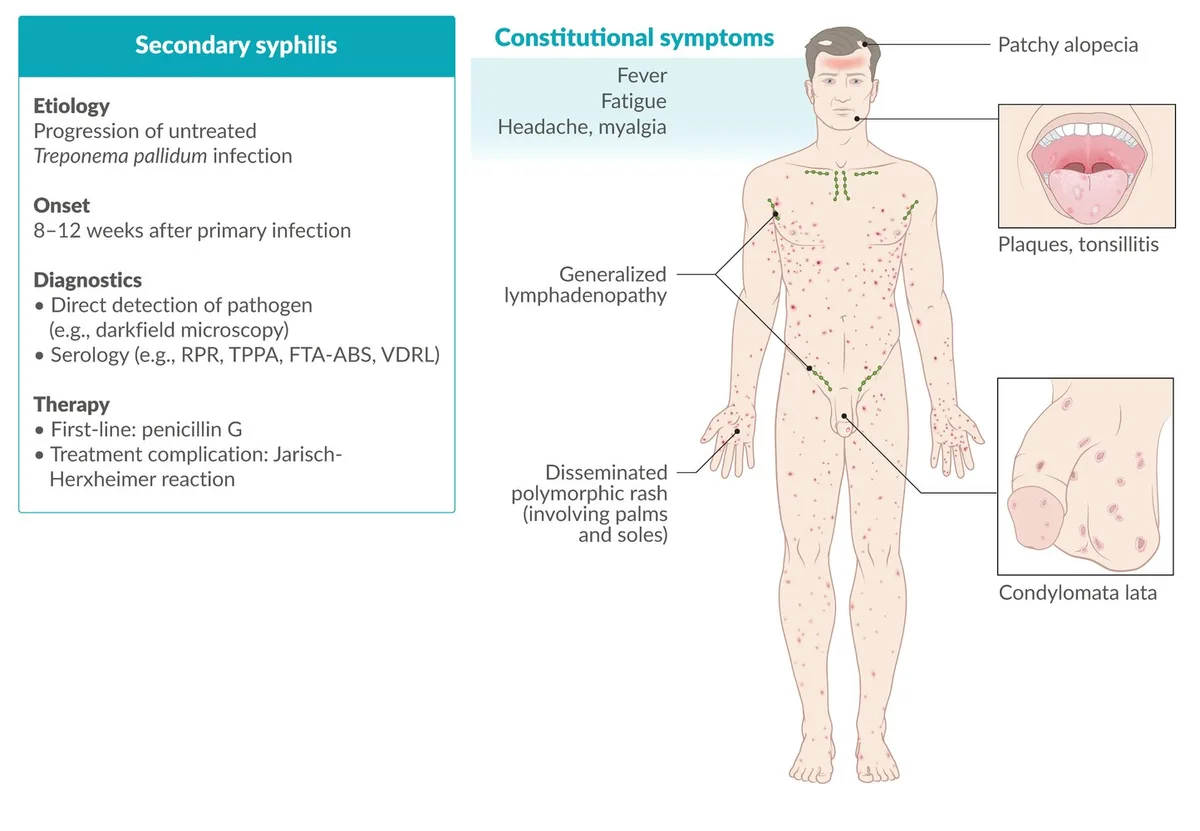 Secondary syphilis
Etiology
Progression of untreated
Treponema pallidum infection
Onset
8–12 weeks after primary infection
Diagnostics
• Direct detection of pathogen
(e.g., darkfield microscopy)
• Serology (e.g., RPR, TPPA, FTA-ABS, VDRL)
Therapy
• First-line: penicillin G
• Treatment complication: Jarisch-
Herxheimer reaction
Constitutional symptoms
Fever
Fatigue
Headache, myalgia
Patchy alopecia
Plaques, tonsillitis
Generalized
lymphadenopathy
Disseminated
polymorphic rash
(involving palms
and soles)
Condylomata lata